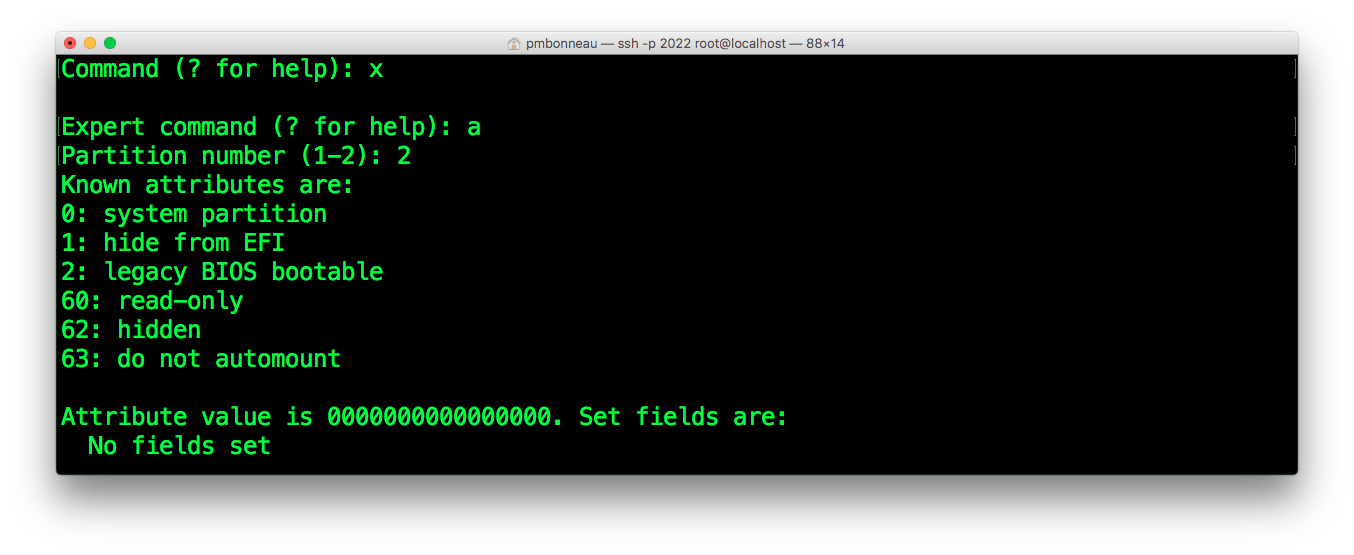 pmbonneau — ssh -p 2022 root@localhost — 88×14
[Command (? for help): x ]
[Expert command (? for help): a ]
[Partition number (1-2): 2 ]
Known attributes are:
0: system partition
1: hide from EFI
2: legacy BIOS bootable
60: read-only
62: hidden
63: do not automount
Attribute value is 0000000000000000. Set fields are:
No fields set